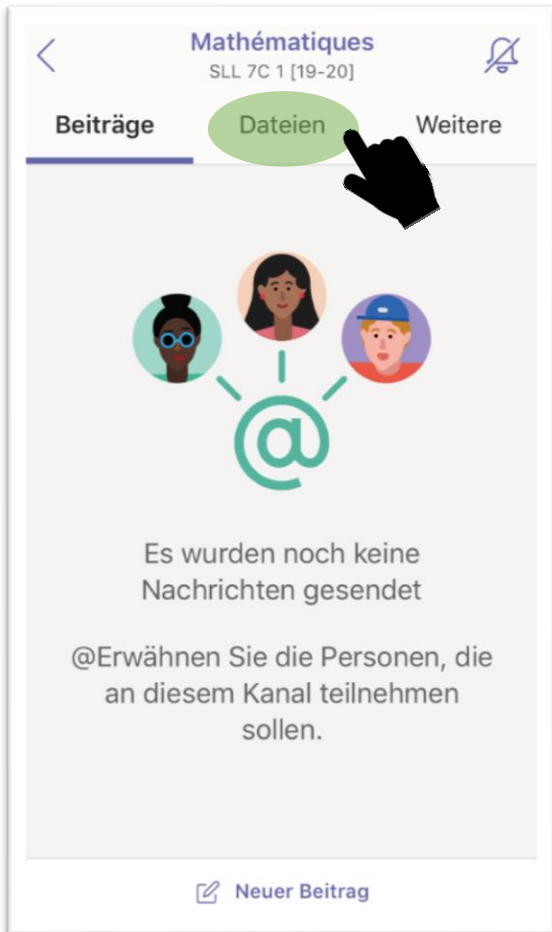 Mathématiques
SLL 7C 1 [19-20]
Beiträge Dateien Weitere
@
Es wurden noch keine
Nachrichten gesendet
@Erwähnen Sie die Personen, die
an diesem Kanal teilnehmen
sollen.
Neuer Beitrag